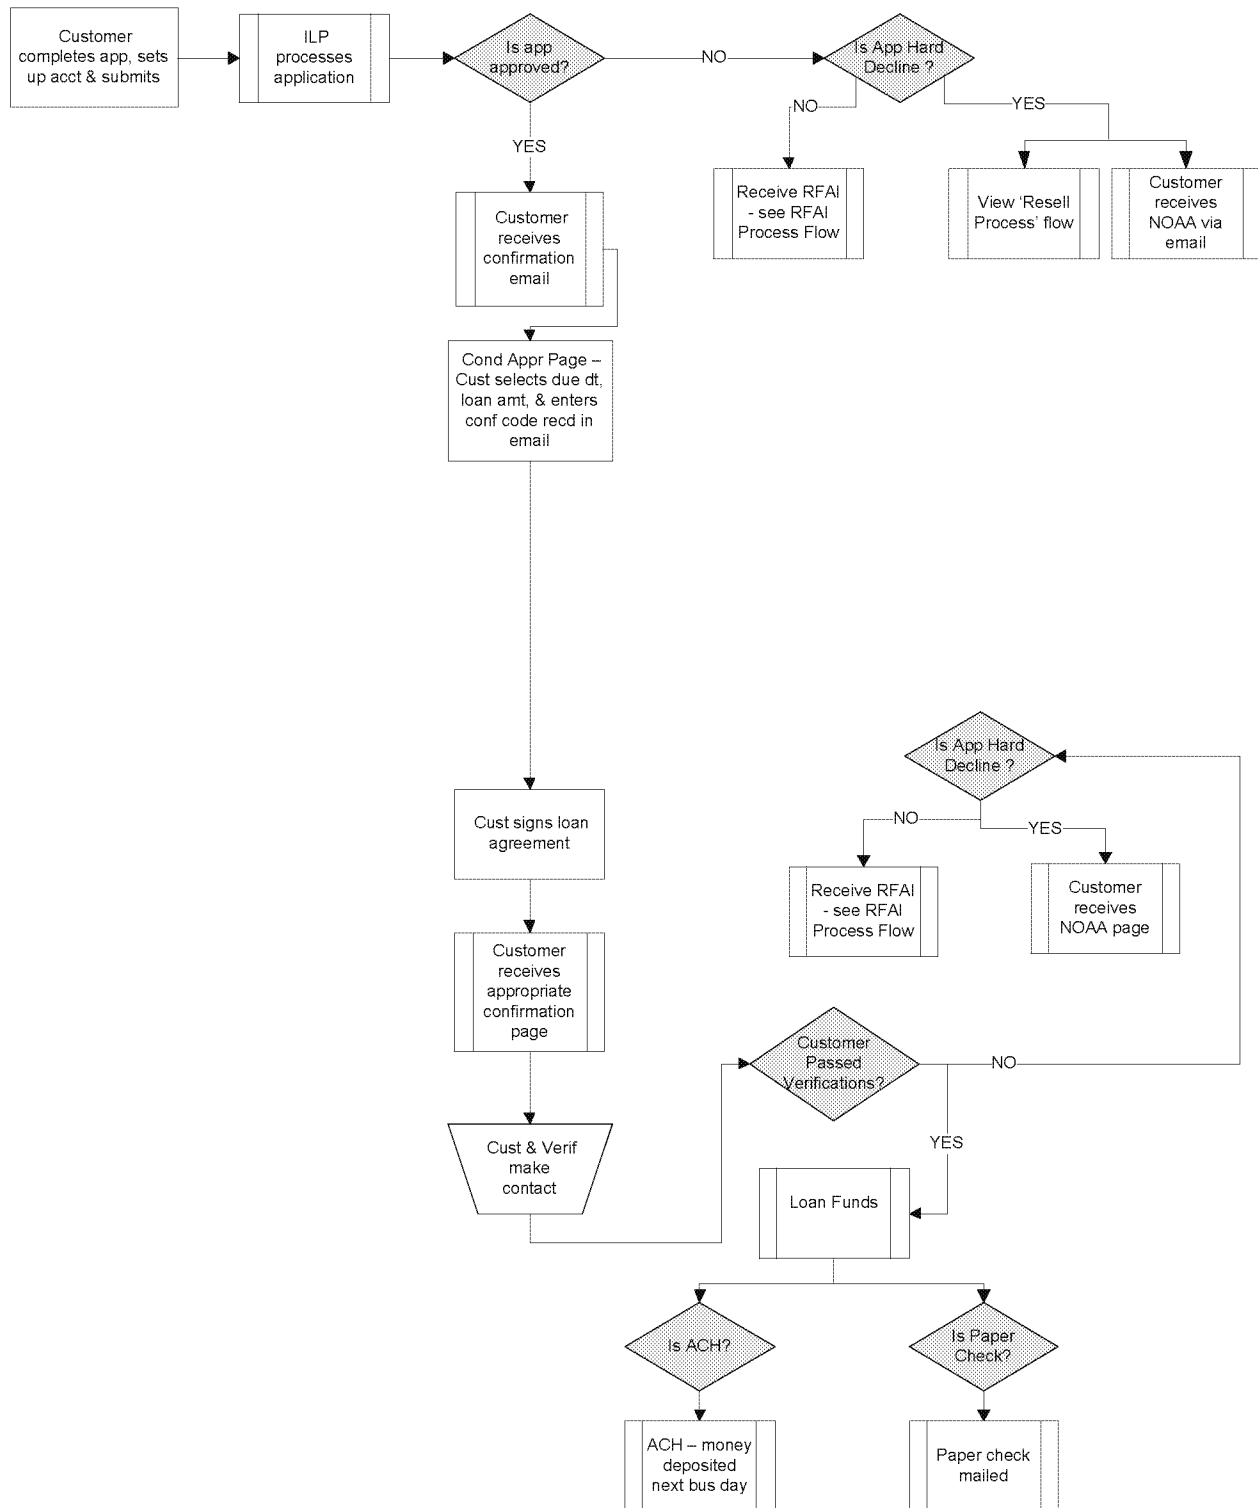 Customer
completes app, sets
up acct & submits
ILP
processes
application
Is app
approved?
NO
Is App Hard
Decline ?
NO
YES
YES
Receive RFAI
- see RFAI
Process Flow
View ‘Resell
Process’ flow
Customer
receives
NOAA via
email
Customer
receives
confirmation
email
Cond Appr Page –
Cust selects due dt,
loan amt, & enters
conf code recd in
email
Is App Hard
Decline ?
NO
YES
Cust signs loan
agreement
Receive RFAI
- see RFAI
Process Flow
Customer
receives
NOAA page
Customer
receives
appropriate
confirmation
page
Customer
Passed
Verifications?
NO
YES
Cust & Verif
make
contact
Loan Funds
Is ACH?
Is Paper
Check?
ACH – money
deposited
next bus day
Paper check
mailed